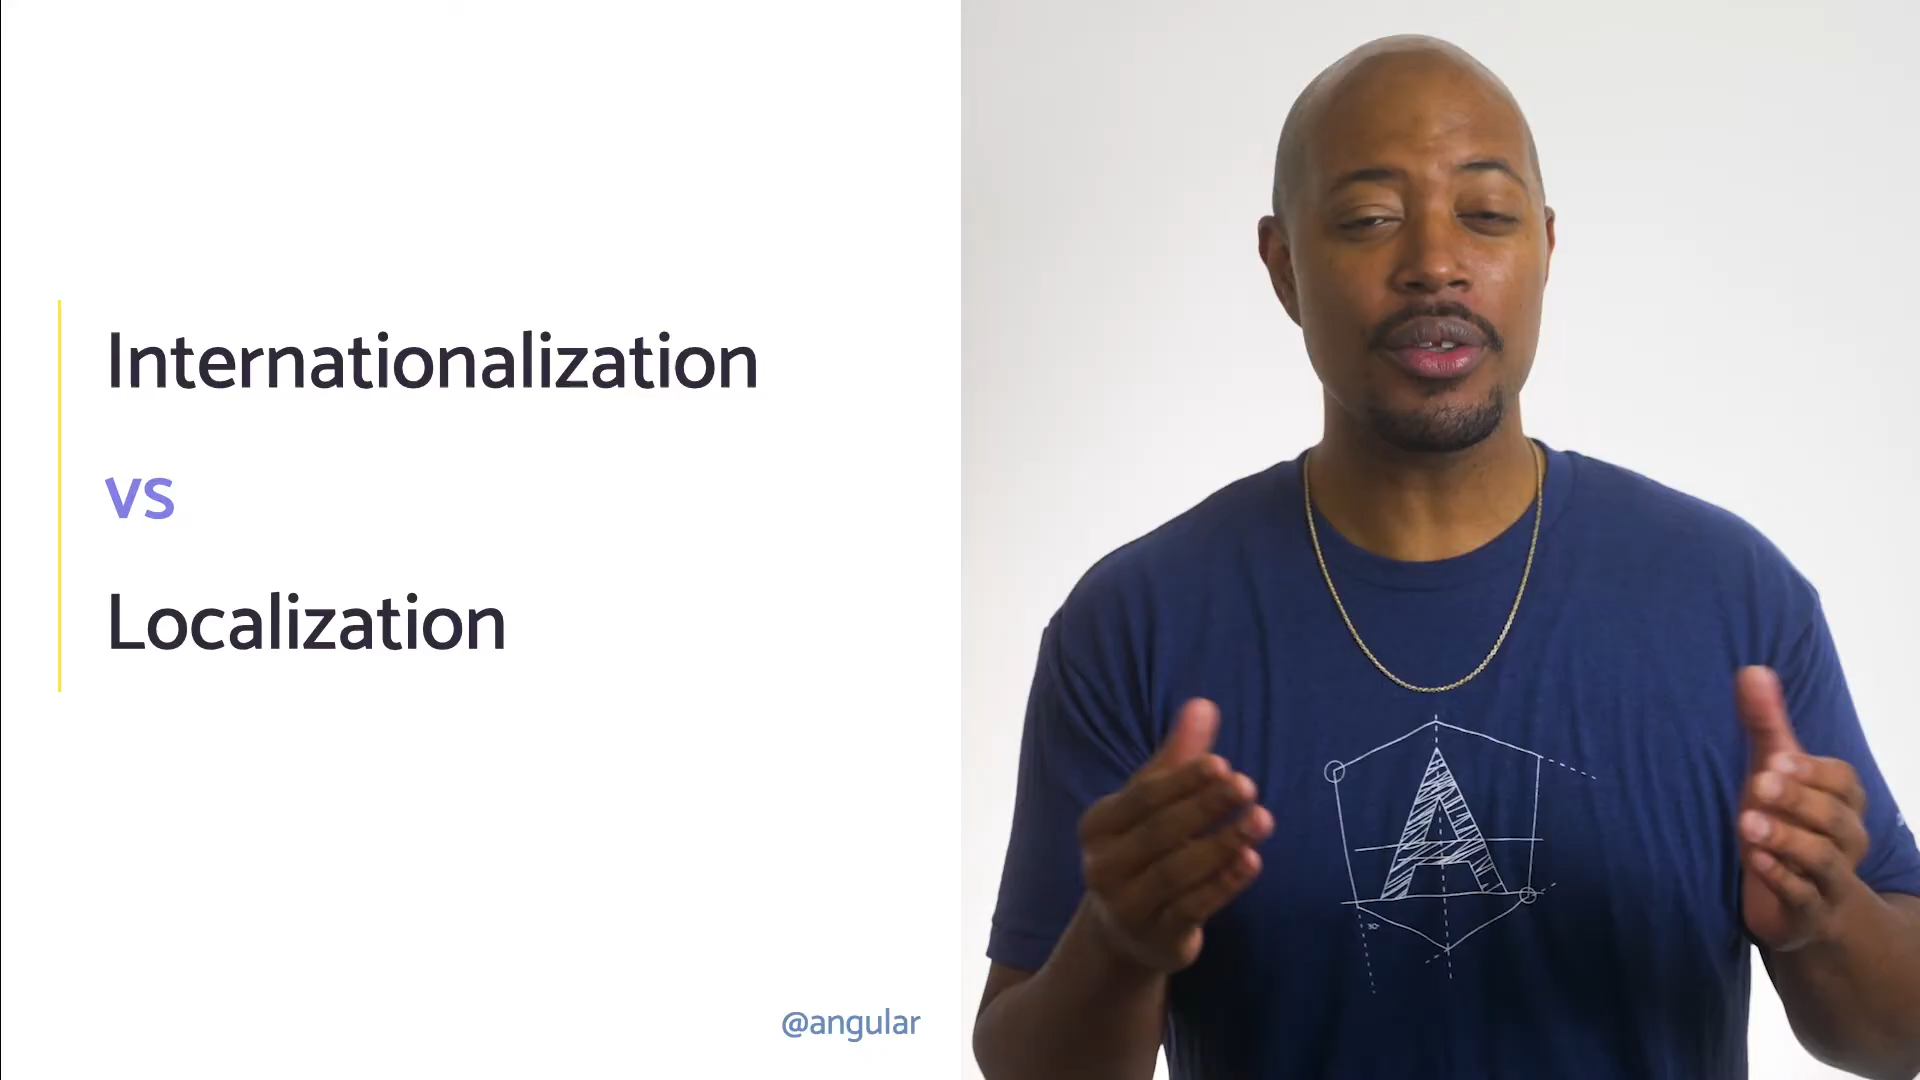 Internationalization
vs
Localization
@angular
A